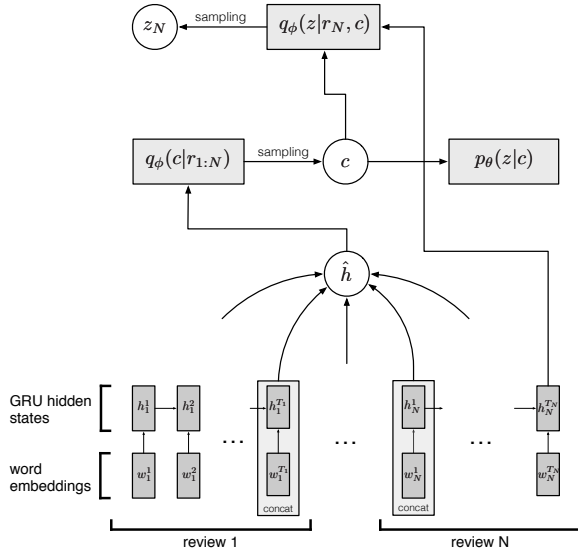 z_N sampling q_ϕ(z|r_N, c)
q_ϕ(c|r_{1:N}) sampling c p_θ(z|c)
ĥ
GRU hidden states h_1^1 h_1^2 ... h_1^{T_1} ... h_N^1 ... h_N^{T_N}
word embeddings w_1^1 w_1^2 w_1^{T_1} w_N^1 w_N^{T_N}
concat concat
review 1 review N